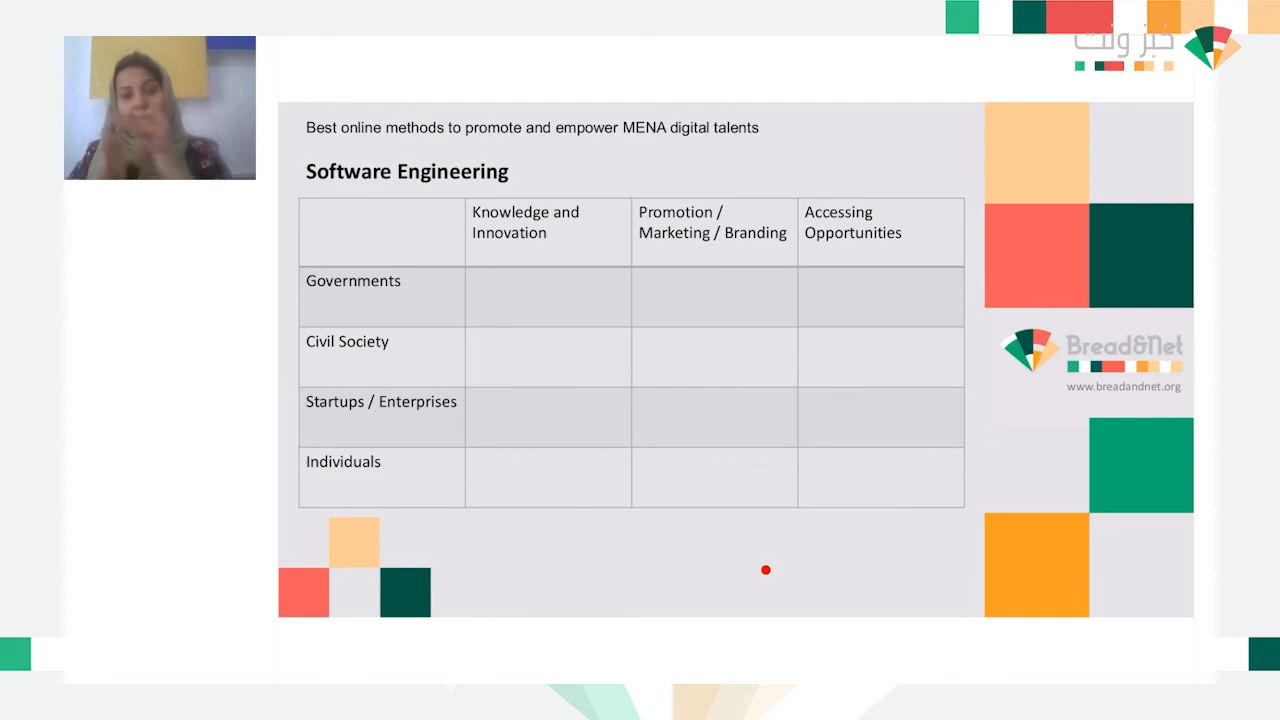 خبز ونت
Best online methods to promote and empower MENA digital talents
Software Engineering
Knowledge and
Innovation
Promotion /
Marketing / Branding
Accessing
Opportunities
Governments
Civil Society
Startups / Enterprises
Individuals
Bread&Net
www.breadandnet.org